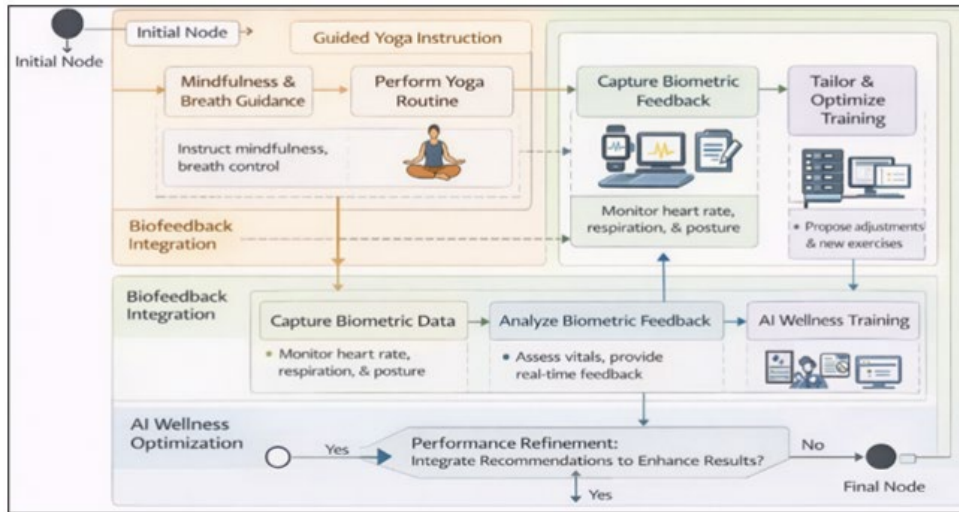 Initial Node
Initial Node
Guided Yoga Instruction
Mindfulness &
Breath Guidance
Perform Yoga
Routine
Instruct mindfulness,
breath control
Capture Biometric
Feedback
Tailor &
Optimize
Training
Monitor heart rate,
respiration, & posture
• Propose adjustments
& new exercises
Biofeedback
Integration
Biofeedback
Integration
Capture Biometric Data
• Monitor heart rate,
respiration, & posture
Analyze Biometric Feedback
• Assess vitals, provide
real-time feedback
AI Wellness Training
AI Wellness
Optimization
Yes
Performance Refinement:
Integrate Recommendations to Enhance Results?
No
Yes
Final Node